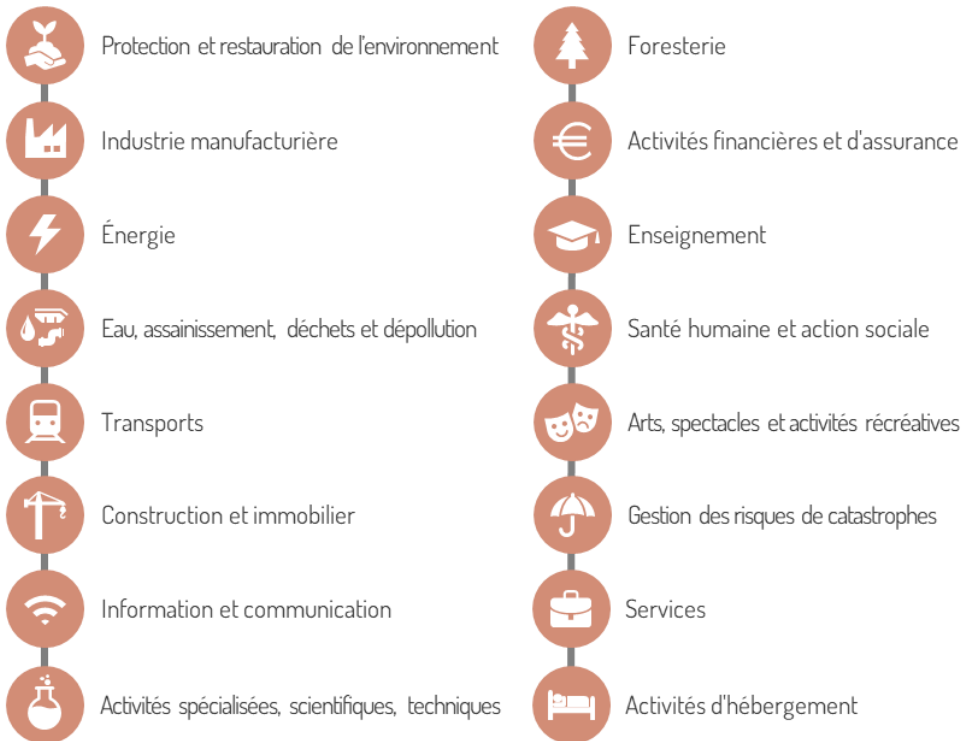 Protection et restauration de l'environnement
Industrie manufacturière
Énergie
Eau, assainissement, déchets et dépollution
Transports
Construction et immobilier
Information et communication
Activités spécialisées, scientifiques, techniques
Foresterie
Activités financières et d'assurance
Enseignement
Santé humaine et action sociale
Arts, spectacles et activités récréatives
Gestion des risques de catastrophes
Services
Activités d'hébergement